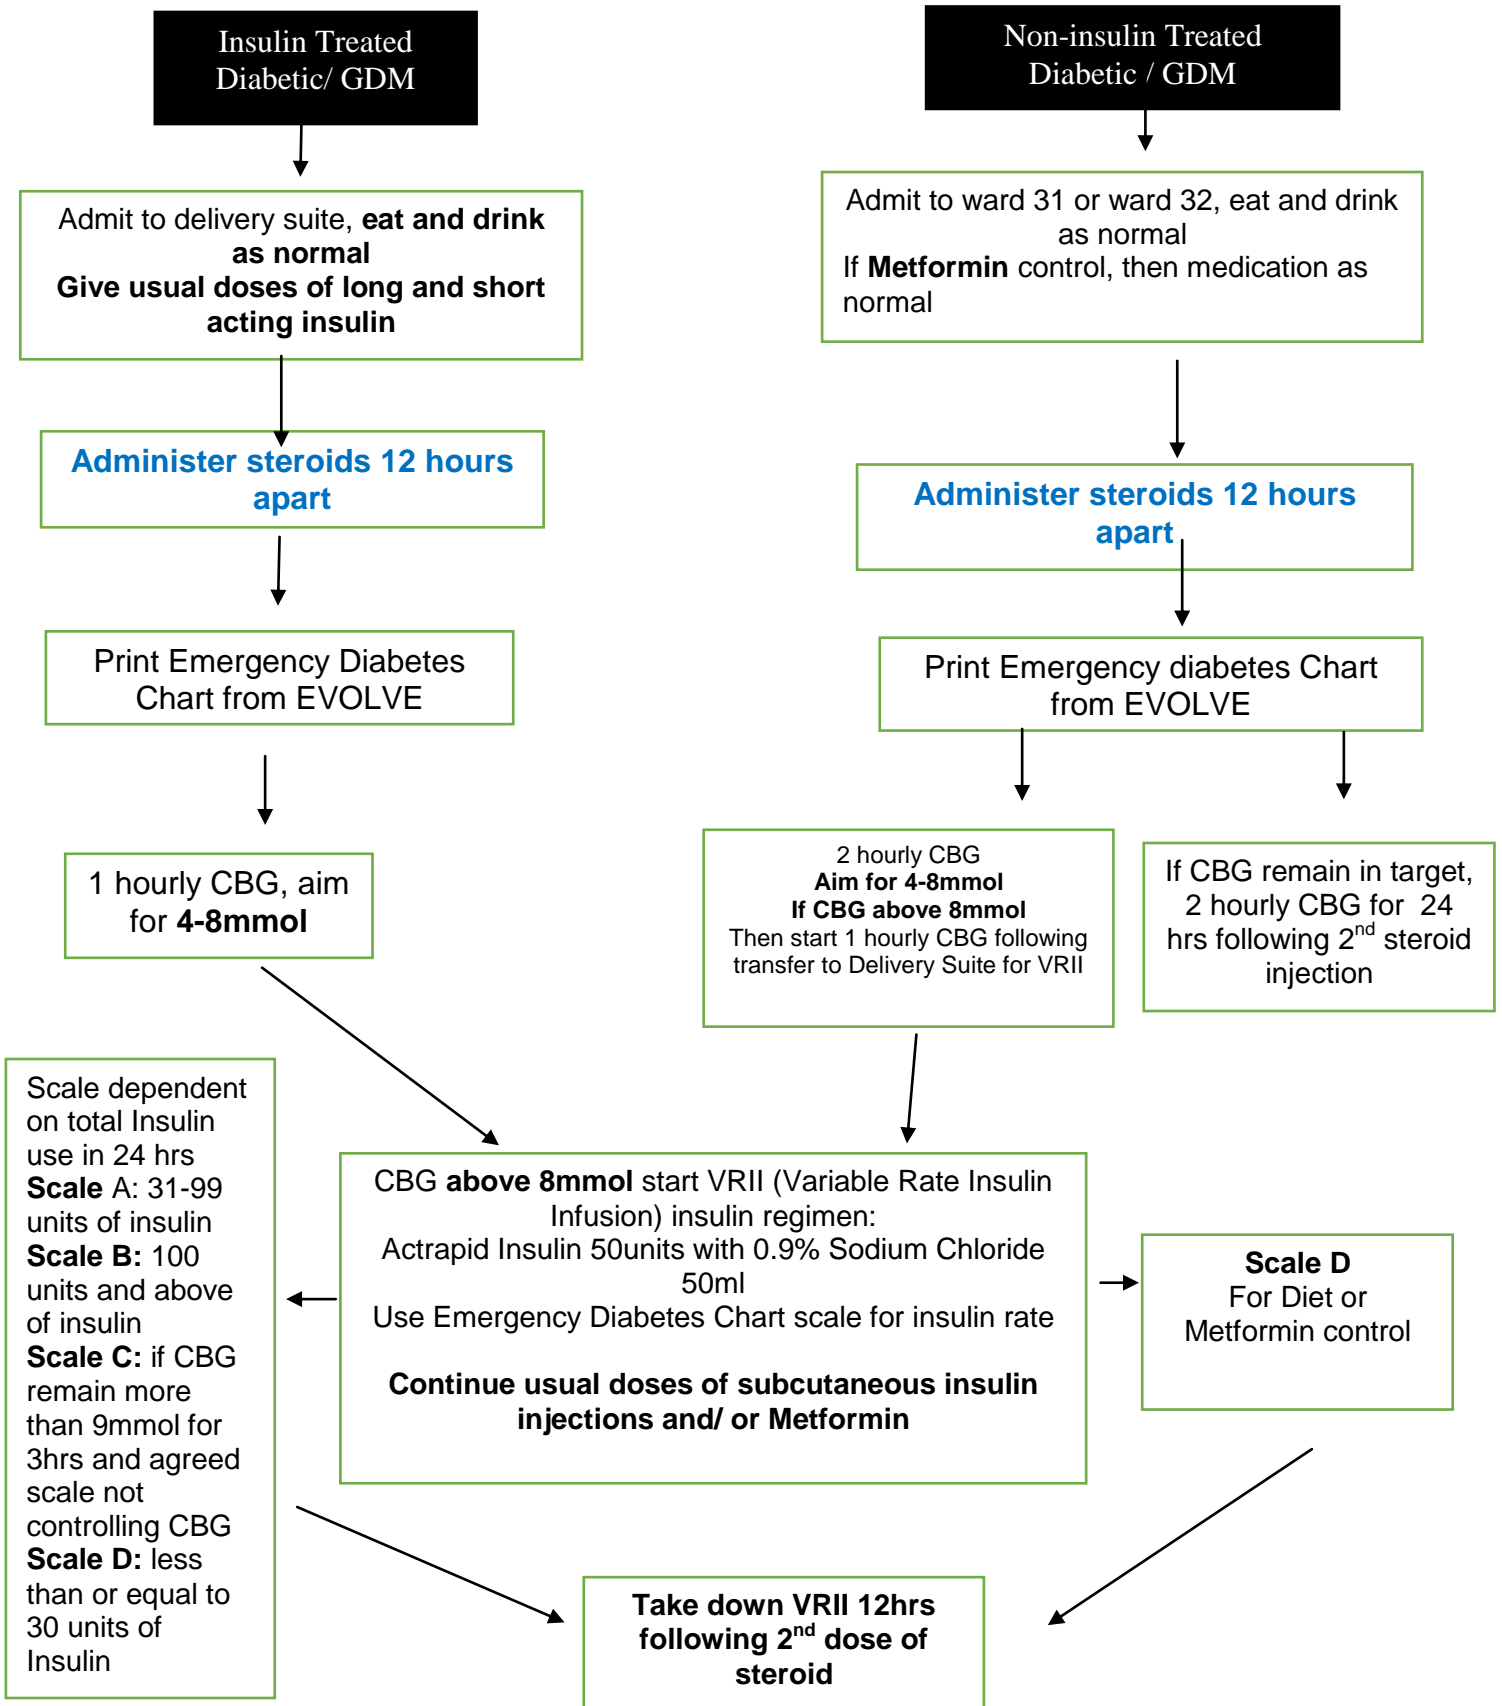 Insulin Treated
Diabetic/ GDM
Non-insulin Treated
Diabetic / GDM
Admit to delivery suite, eat and drink
as normal
Give usual doses of long and short
acting insulin
Admit to ward 31 or ward 32, eat and drink
as normal
If Metformin control, then medication as
normal
Administer steroids 12 hours
apart
Administer steroids 12 hours
apart
Print Emergency Diabetes
Chart from EVOLVE
Print Emergency diabetes Chart
from EVOLVE
1 hourly CBG, aim
for 4-8mmol
2 hourly CBG
Aim for 4-8mmol
If CBG above 8mmol
Then start 1 hourly CBG following
transfer to Delivery Suite for VRII
If CBG remain in target,
2 hourly CBG for 24
hrs following 2nd steroid
injection
Scale dependent
on total Insulin
use in 24 hrs
Scale A: 31-99
units of insulin
Scale B: 100
units and above
of insulin
Scale C: if CBG
remain more
than 9mmol for
3hrs and agreed
scale not
controlling CBG
Scale D: less
than or equal to
30 units of
Insulin
CBG above 8mmol start VRII (Variable Rate Insulin
Infusion) insulin regimen:
Actrapid Insulin 50units with 0.9% Sodium Chloride
50ml
Use Emergency Diabetes Chart scale for insulin rate
Continue usual doses of subcutaneous insulin
injections and/ or Metformin
Scale D
For Diet or
Metformin control
Take down VRII 12hrs
following 2nd dose of
steroid